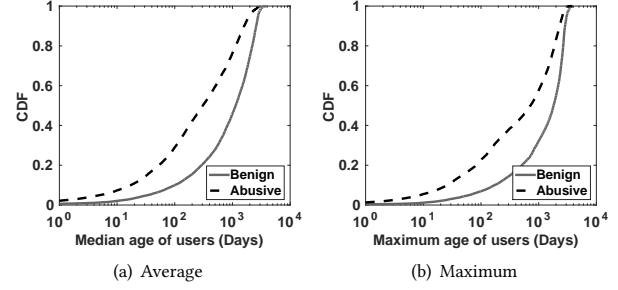 1
0.8
0.6
0.4
0.2
0
CDF
Benign
Abusive
10^0 10^1 10^2 10^3 10^4
Median age of users (Days)
(a) Average
1
0.8
0.6
0.4
0.2
0
CDF
Benign
Abusive
10^0 10^1 10^2 10^3 10^4
Maximum age of users (Days)
(b) Maximum